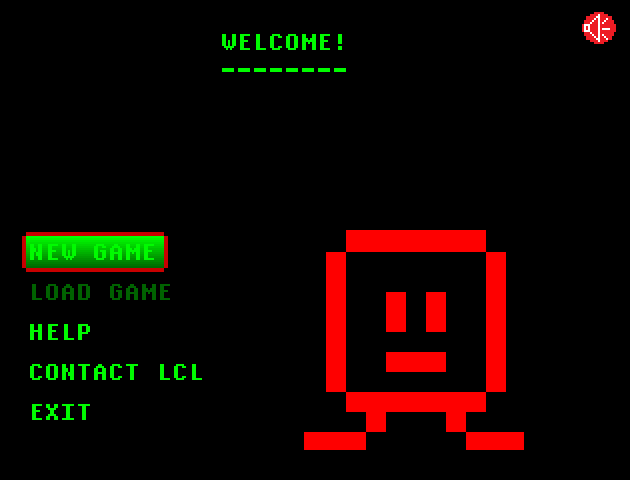 WELCOME!
--------
NEW GAME
LOAD GAME
HELP
CONTACT LCL
EXIT